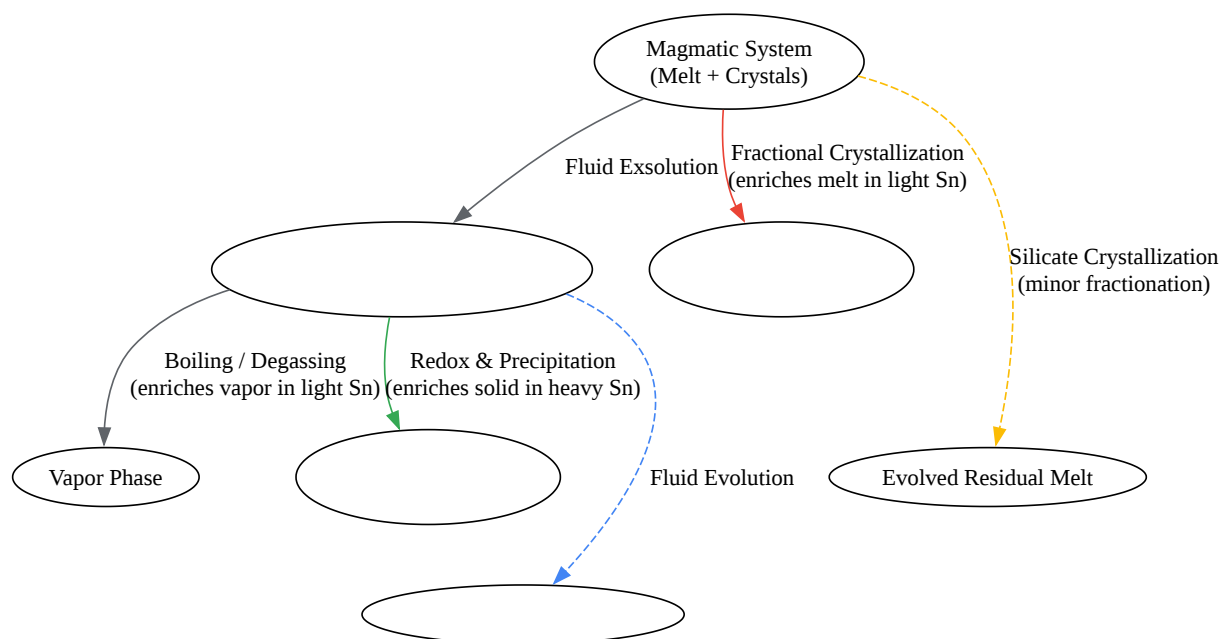 Magmatic System
(Melt + Crystals)
Fluid Exsolution
Fractional Crystallization
(enriches melt in light Sn)
Silicate Crystallization
(minor fractionation)
Boiling / Degassing
(enriches vapor in light Sn)
Redox & Precipitation
(enriches solid in heavy Sn)
Vapor Phase
Fluid Evolution
Evolved Residual Melt